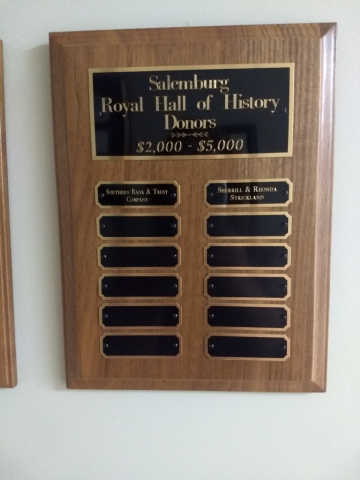 Salemburg
Royal Hall of History
Donors
$2,000 - $5,000
Southern Bank & Trust
Company
Sherrill & Rhonda
Strickland